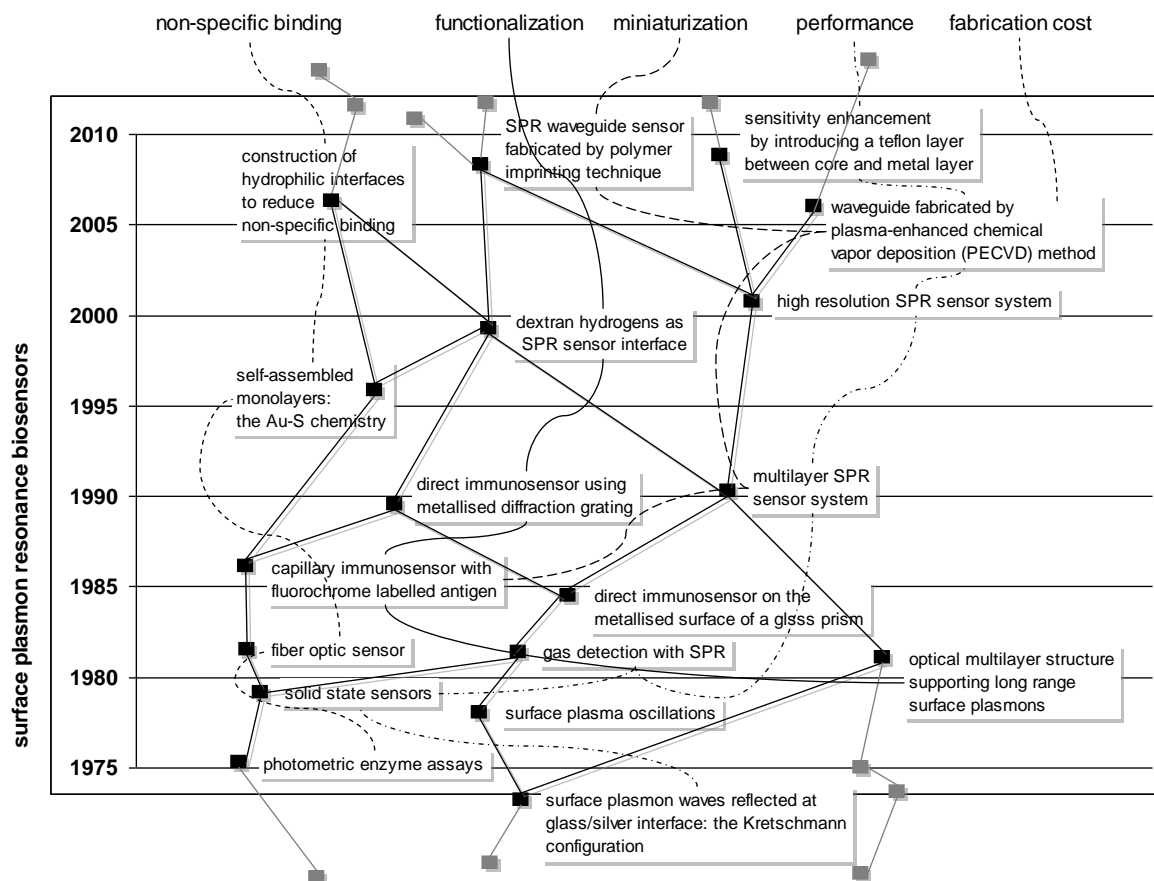 non-specific binding
functionalization
miniaturization
performance
fabrication cost
surface plasmon resonance biosensors
2010
2005
2000
1995
1990
1985
1980
1975
construction of
hydrophilic interfaces
to reduce
non-specific binding
SPR waveguide sensor
fabricated by polymer
imprinting technique
sensitivity enhancement
by introducing a teflon layer
between core and metal layer
waveguide fabricated by
plasma-enhanced chemical
vapor deposition (PECVD) method
high resolution SPR sensor system
dextran hydrogens as
SPR sensor interface
self-assembled
monolayers:
the Au-S chemistry
direct immunosensor using
metallised diffraction grating
multilayer SPR
sensor system
capillary immunosensor with
fluorochrome labelled antigen
direct immunosensor on the
metallised surface of a glsss prism
fiber optic sensor
gas detection with SPR
optical multilayer structure
supporting long range
surface plasmons
solid state sensors
surface plasma oscillations
photometric enzyme assays
surface plasmon waves reflected at
glass/silver interface: the Kretschmann
configuration